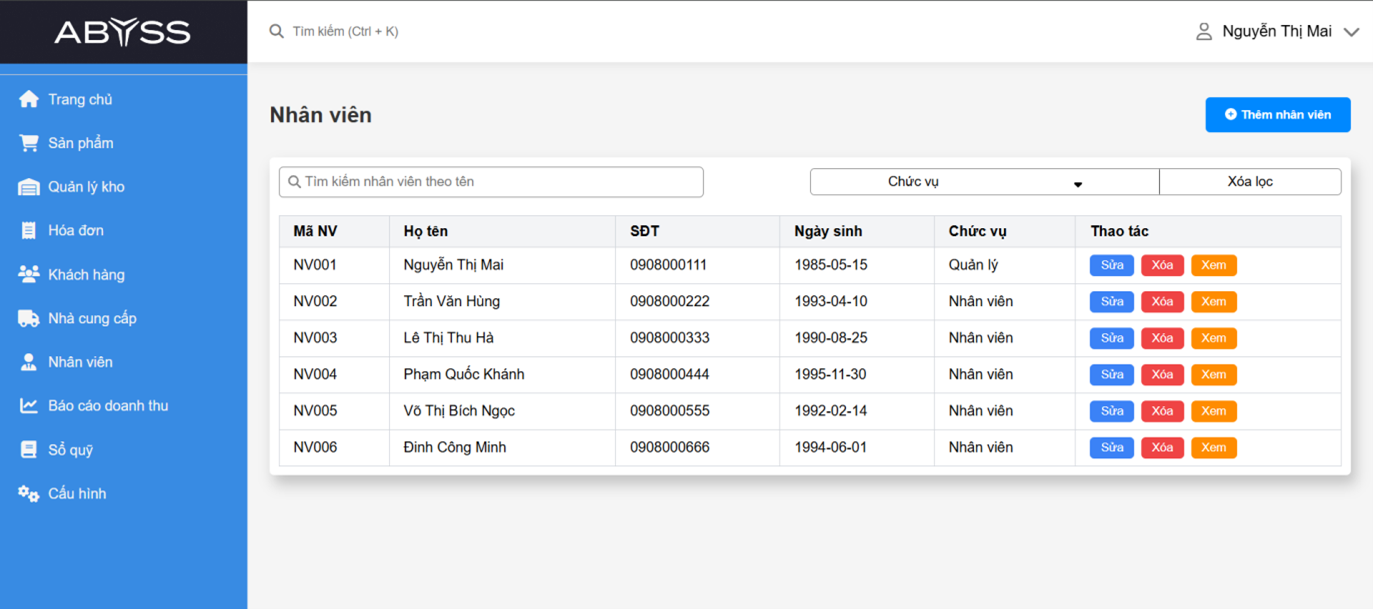 ABYSS
Tìm kiếm (Ctrl + K)
Nguyễn Thị Mai
Trang chủ
Sản phẩm
Quản lý kho
Hóa đơn
Khách hàng
Nhà cung cấp
Nhân viên
Báo cáo doanh thu
Sổ quỹ
Cấu hình
Nhân viên
Thêm nhân viên
Tìm kiếm nhân viên theo tên
Chức vụ
Xóa lọc
Mã NV Họ tên SĐT Ngày sinh Chức vụ Thao tác
NV001 Nguyễn Thị Mai 0908000111 1985-05-15 Quản lý Sửa Xóa Xem
NV002 Trần Văn Hùng 0908000222 1993-04-10 Nhân viên Sửa Xóa Xem
NV003 Lê Thị Thu Hà 0908000333 1990-08-25 Nhân viên Sửa Xóa Xem
NV004 Phạm Quốc Khánh 0908000444 1995-11-30 Nhân viên Sửa Xóa Xem
NV005 Võ Thị Bích Ngọc 0908000555 1992-02-14 Nhân viên Sửa Xóa Xem
NV006 Đinh Công Minh 0908000666 1994-06-01 Nhân viên Sửa Xóa Xem